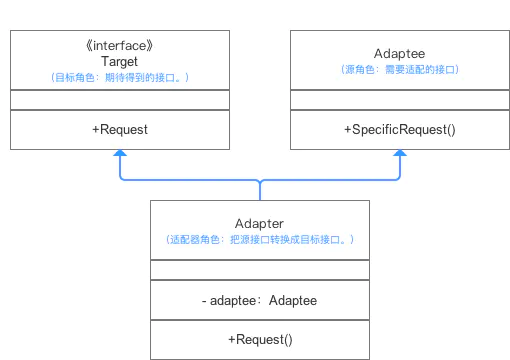 《interface》
Target
（目标角色：期待得到的接口。）
+Request
Adaptee
（源角色：需要适配的接口）
+SpecificRequest()
Adapter
（适配器角色：把源接口转换成目标接口。）
- adaptee：Adaptee
+Request()